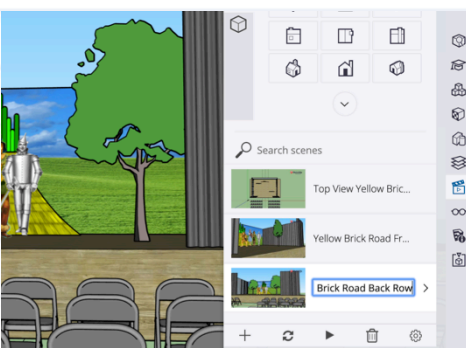 Search scenes
Top View Yellow Bric...
Yellow Brick Road Fr...
Brick Road Back Row